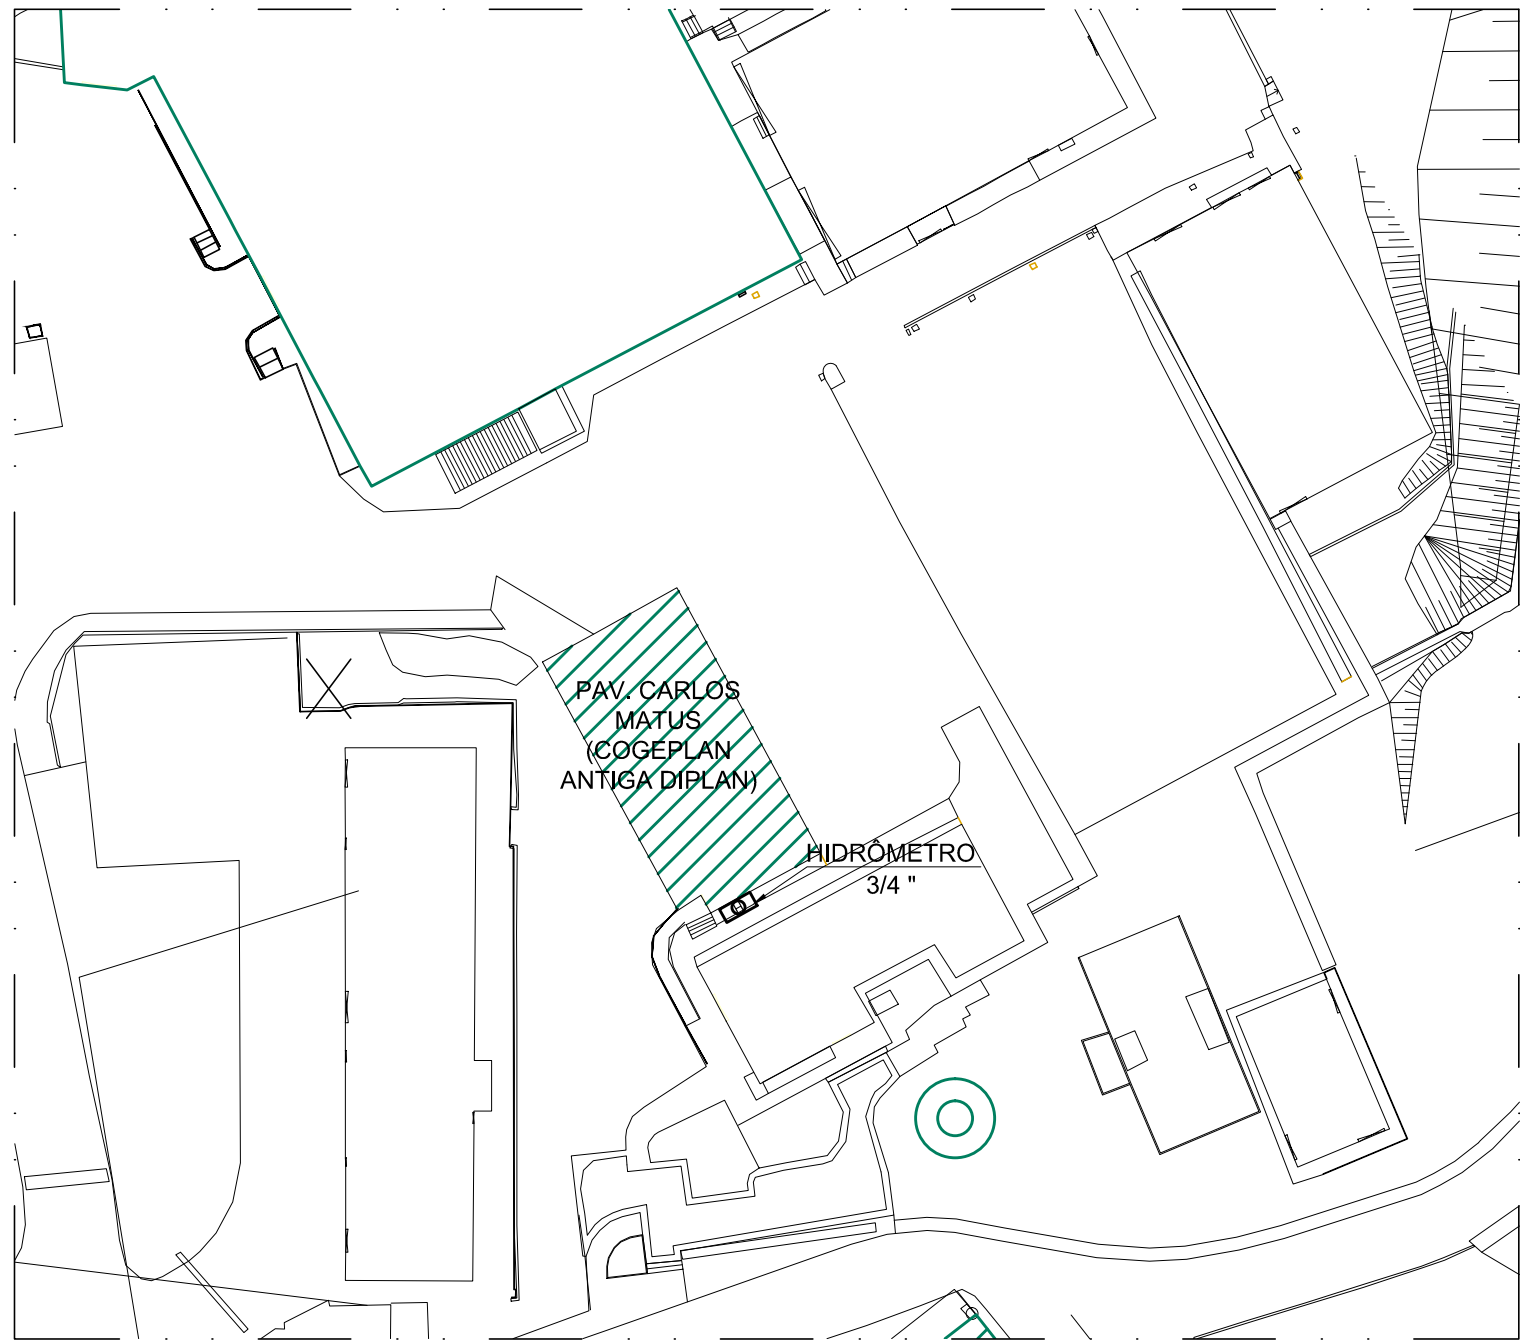 PAV. CARLOS
MATUS
(COGEPLAN
ANTIGA DIPLAN)
HIDRÔMETRO
3/4 "